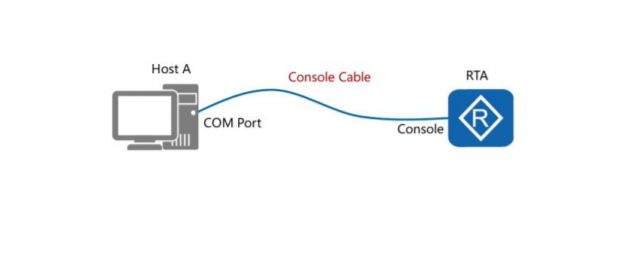 Host A
Console Cable
RTA
COM Port
Console
R